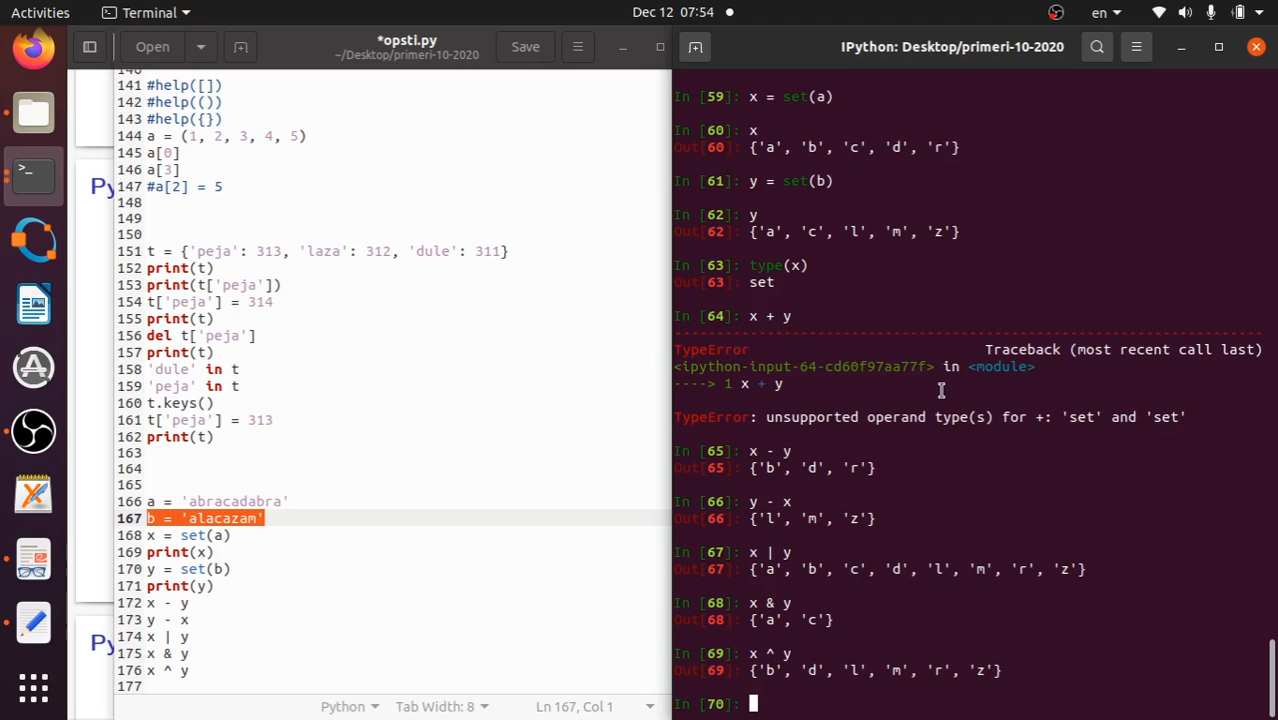 Activities
Terminal
Dec 12 07:54
en
Open
*opsti.py
~/Desktop/primeri-10-2020
Save
140
141 #help([])
142 #help(())
143 #help({})
144 a = (1, 2, 3, 4, 5)
145 a[0]
146 a[3]
147 #a[2] = 5
148
149
150
151 t = {'peja': 313, 'laza': 312, 'dule': 311}
152 print(t)
153 print(t['peja'])
154 t['peja'] = 314
155 print(t)
156 del t['peja']
157 print(t)
158 'dule' in t
159 'peja' in t
160 t.keys()
161 t['peja'] = 313
162 print(t)
163
164
165
166 a = 'abracadabra'
167 b = 'alacazam'
168 x = set(a)
169 print(x)
170 y = set(b)
171 print(y)
172 x - y
173 y - x
174 x | y
175 x & y
176 x ^ y
177
Python
Tab Width: 8
Ln 167, Col 1
Py
Py
IPython: Desktop/primeri-10-2020
In [59]: x = set(a)
In [60]: x
Out[60]: {'a', 'b', 'c', 'd', 'r'}
In [61]: y = set(b)
In [62]: y
Out[62]: {'a', 'c', 'l', 'm', 'z'}
In [63]: type(x)
Out[63]: set
In [64]: x + y
---------------------------------------------------------------------------
TypeError Traceback (most recent call last)
<ipython-input-64-cd60f97aa77f> in <module>
----> 1 x + y
TypeError: unsupported operand type(s) for +: 'set' and 'set'
In [65]: x - y
Out[65]: {'b', 'd', 'r'}
In [66]: y - x
Out[66]: {'l', 'm', 'z'}
In [67]: x | y
Out[67]: {'a', 'b', 'c', 'd', 'l', 'm', 'r', 'z'}
In [68]: x & y
Out[68]: {'a', 'c'}
In [69]: x ^ y
Out[69]: {'b', 'd', 'l', 'm', 'r', 'z'}
In [70]: